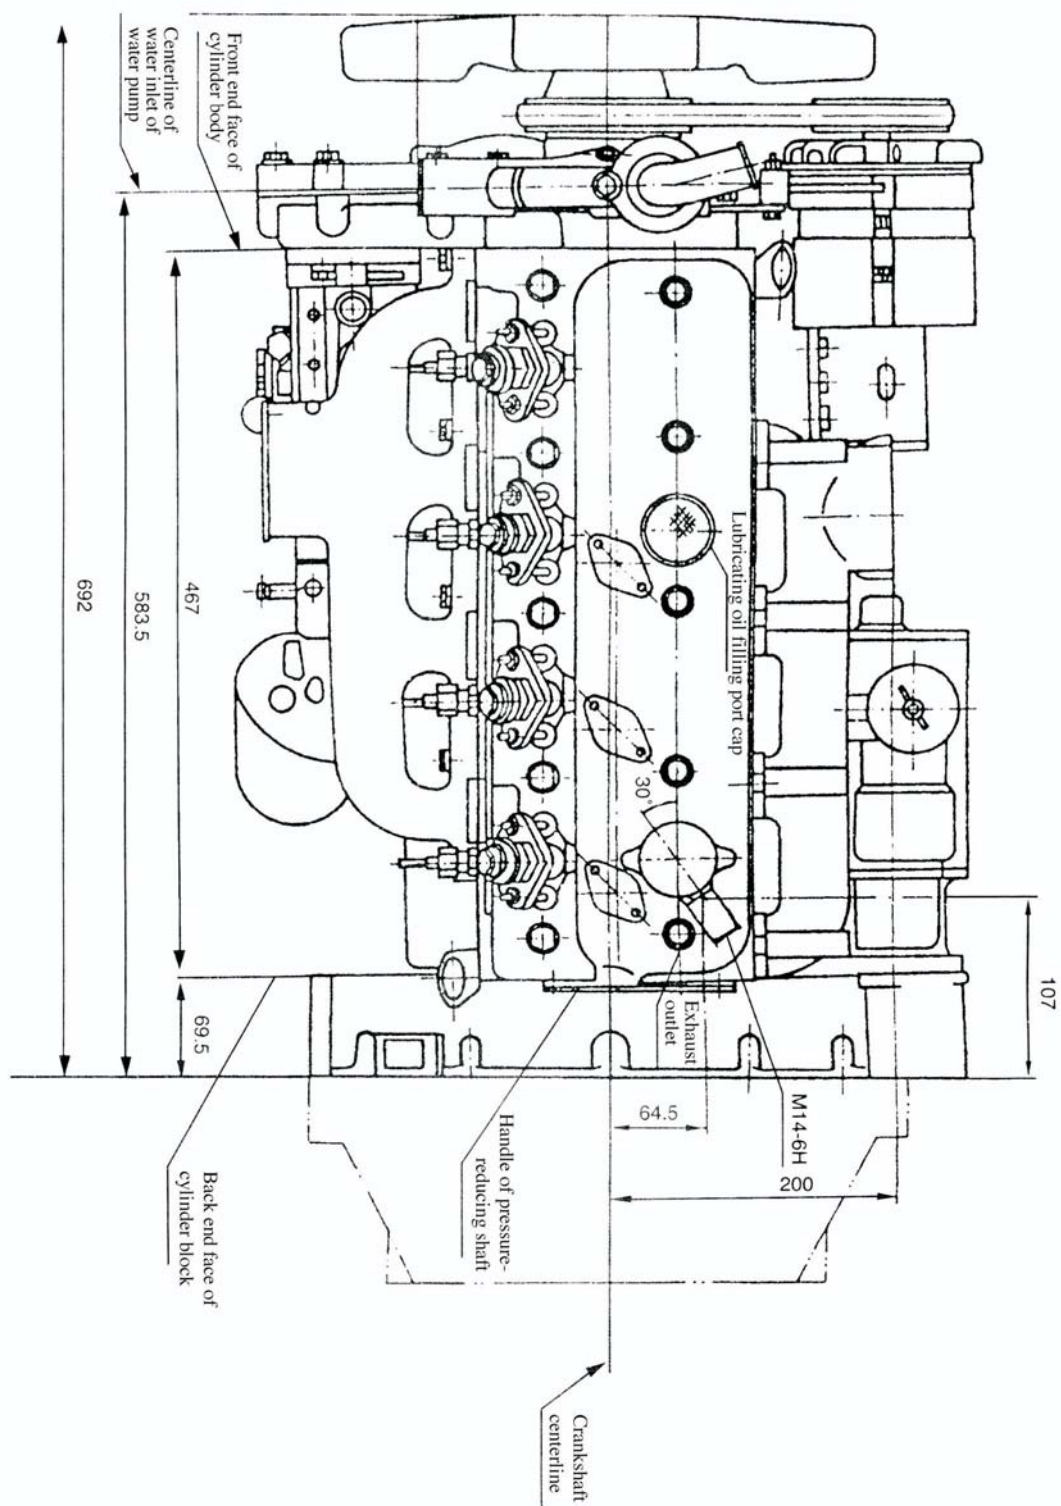 Centerline of
water inlet of
water pump
Front end face of
cylinder body
692
583.5
467
69.5
Lubricating oil filling port cap
30°
Exhaust
outlet
107
M14-6H
64.5
200
Handle of pressure-
reducing shaft
Back end face of
cylinder block
Crankshaft
centerline